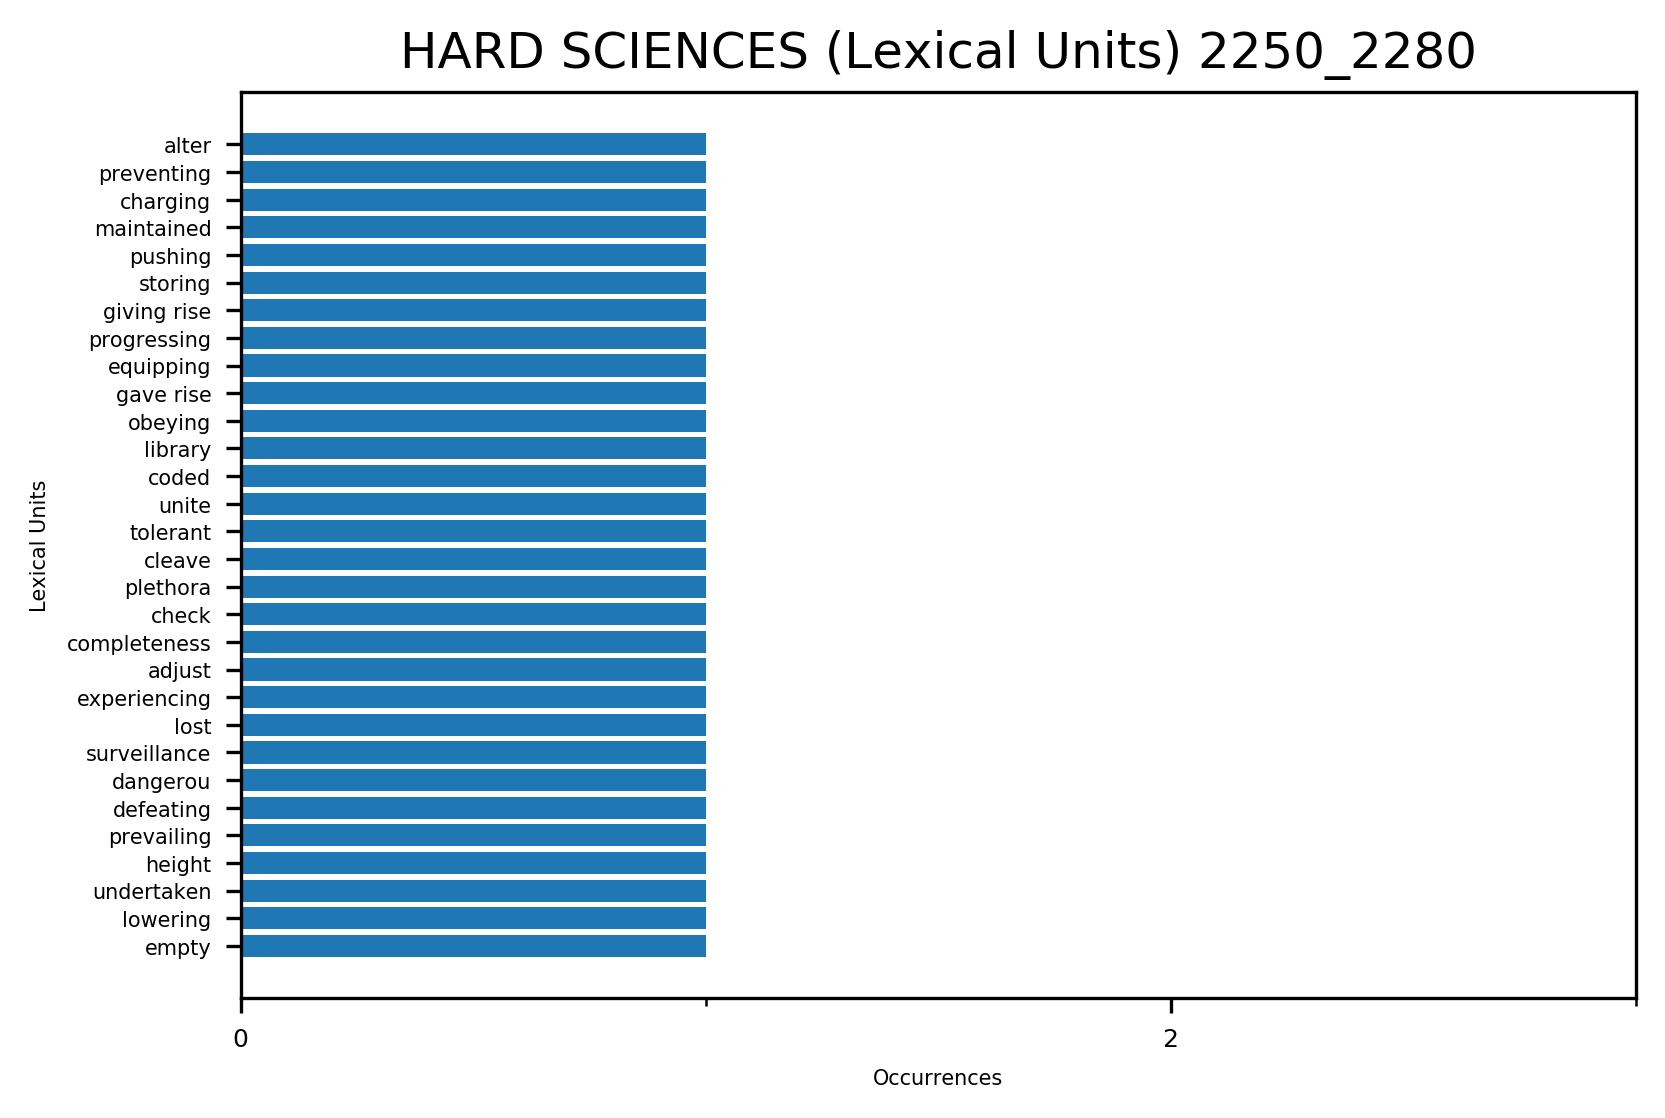 HARD SCIENCES (Lexical Units) 2250_2280
alter
preventing
charging
maintained
pushing
storing
giving rise
progressing
equipping
gave rise
obeying
library
coded
unite
tolerant
cleave
plethora
check
completeness
adjust
experiencing
lost
surveillance
dangerou
defeating
prevailing
height
undertaken
lowering
empty
Lexical Units
0 2
Occurrences